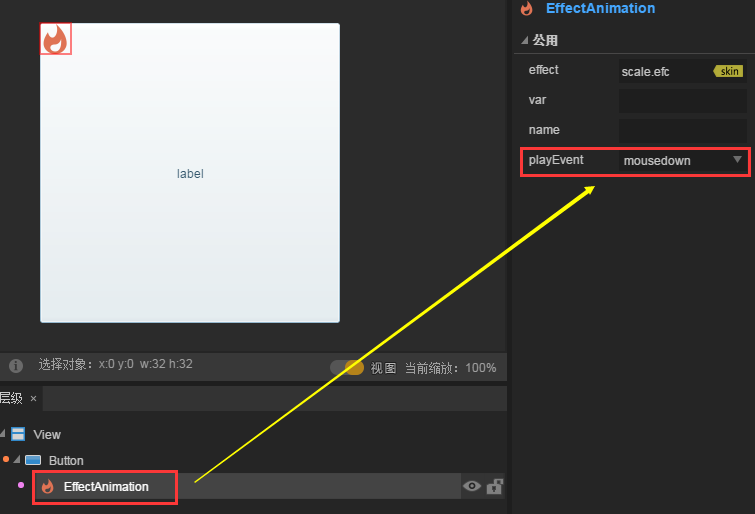 EffectAnimation
公用
effect
scale.efc
skin
var
name
playEvent
mousedown
label
选择对象: x:0 y:0 w:32 h:32
视图 当前缩放: 100%
层级 ×
View
Button
EffectAnimation